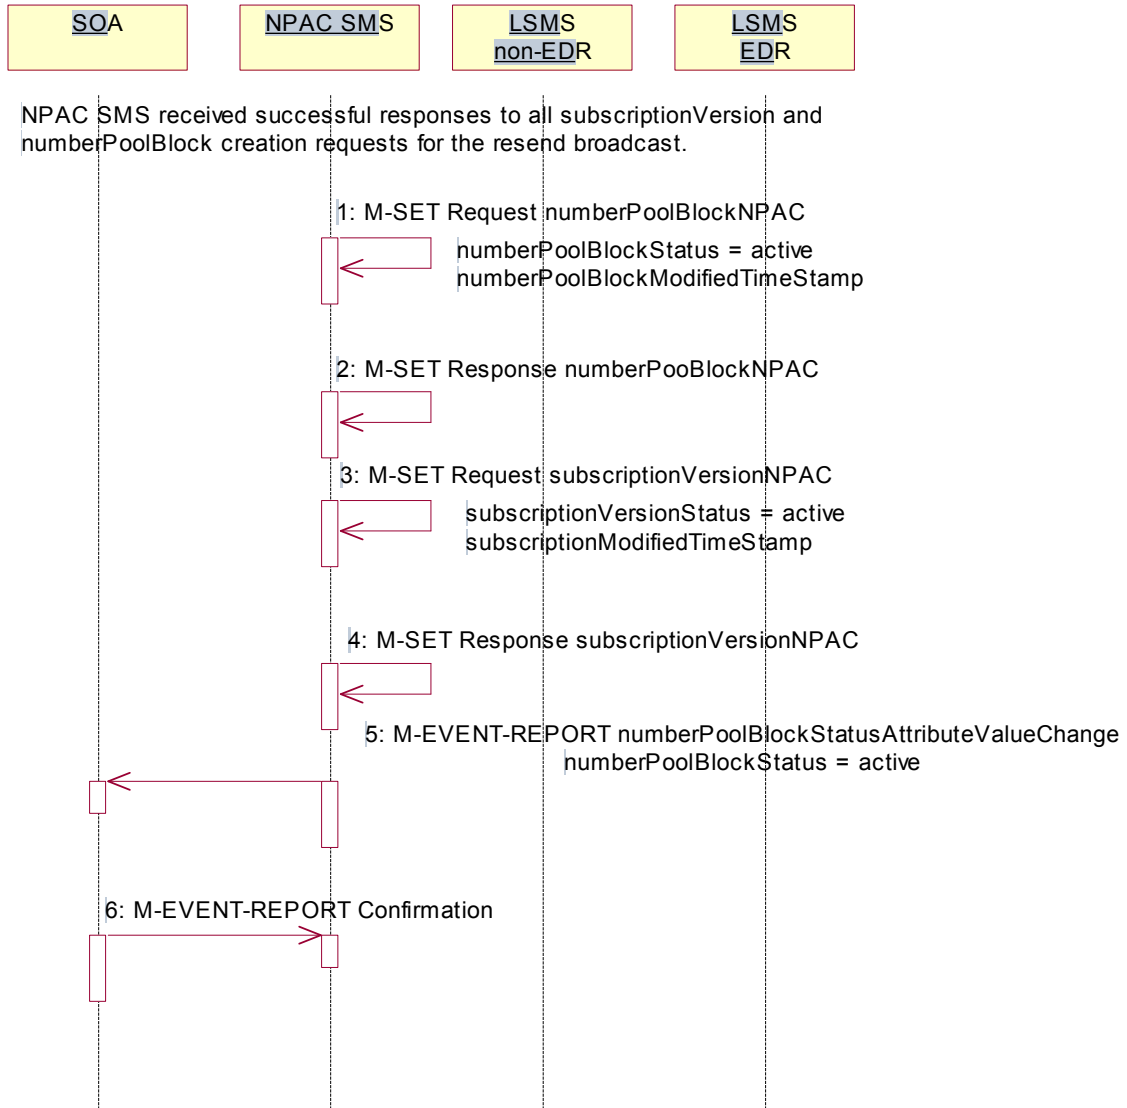 SOA
NPAC SMS
LSMS
non-EDR
LSMS
EDR
NPAC SMS received successful responses to all subscriptionVersion and
numberPoolBlock creation requests for the resend broadcast.
1: M-SET Request numberPoolBlockNPAC
numberPoolBlockStatus = active
numberPoolBlockModifiedTimeStamp
2: M-SET Response numberPooBlockNPAC
3: M-SET Request subscriptionVersionNPAC
subscriptionVersionStatus = active
subscriptionModifiedTimeStamp
4: M-SET Response subscriptionVersionNPAC
5: M-EVENT-REPORT numberPoolBlockStatusAttributeValueChange
numberPoolBlockStatus = active
6: M-EVENT-REPORT Confirmation